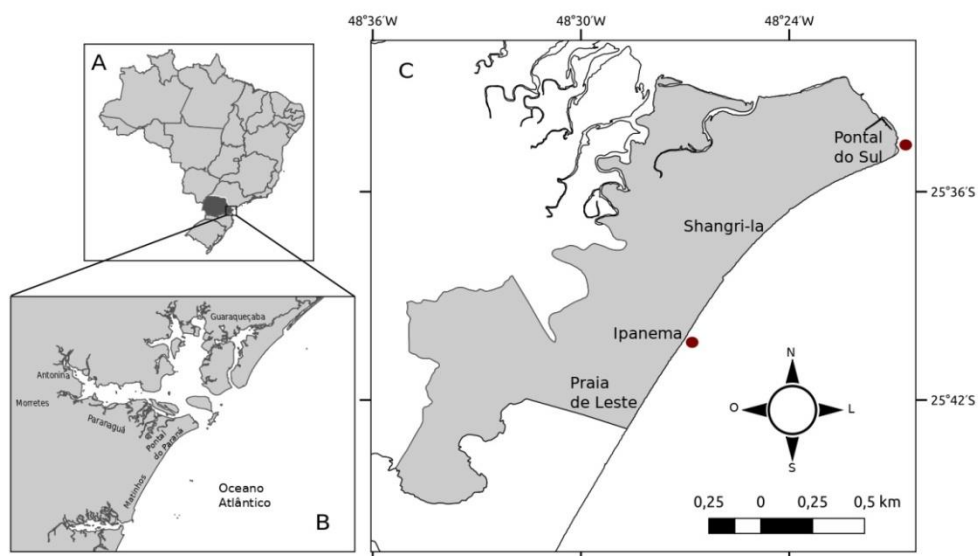 48°36'W
48°30'W
48°24'W
A
C
Pontal
do Sul
25°36'S
Shangri-la
Guaraqueçaba
Ipanema
Antonina
Morretes
Paranaguá
Pontal
do Paraná
Praia
de Leste
N
O
L
S
25°42'S
Matinhos
Oceano
Atlântico
B
0,25
0
0,25
0,5 km